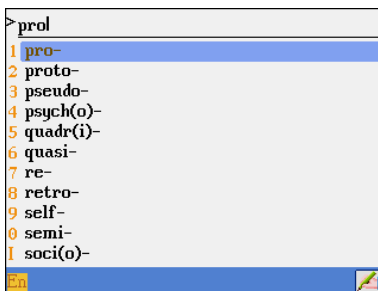 >prol
1 pro-
2 proto-
3 pseudo-
4 psych(o)-
5 quadr(i)-
6 quasi-
7 re-
8 retro-
9 self-
0 semi-
I soci(o)-
En